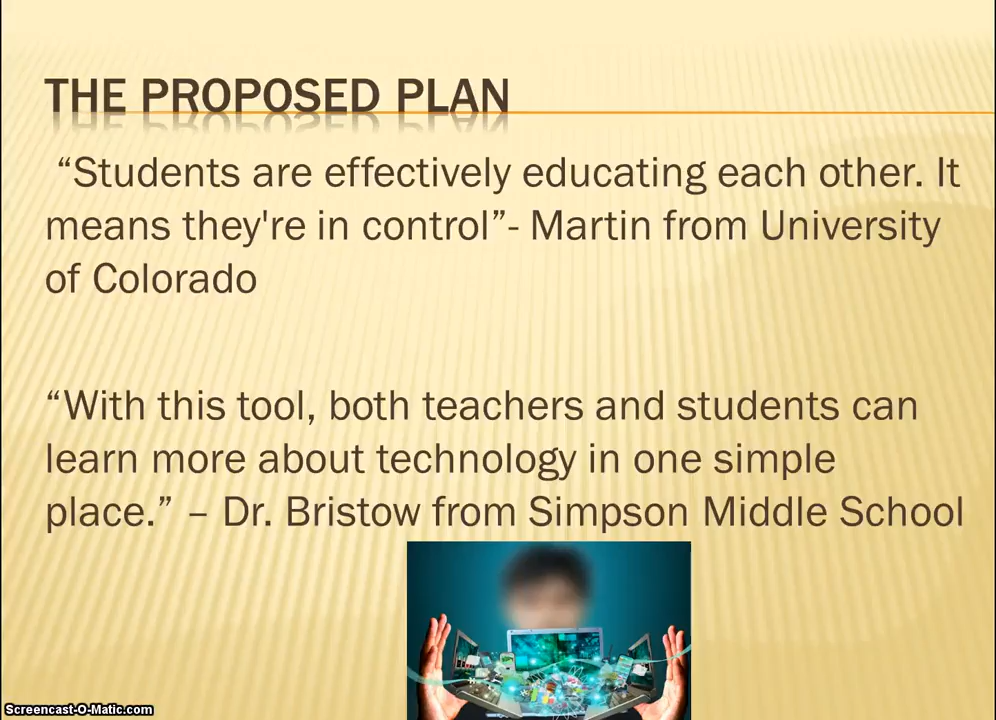 THE PROPOSED PLAN
“Students are effectively educating each other. It
means they're in control”- Martin from University
of Colorado
“With this tool, both teachers and students can
learn more about technology in one simple
place.” – Dr. Bristow from Simpson Middle School
Screencast-O-Matic.com